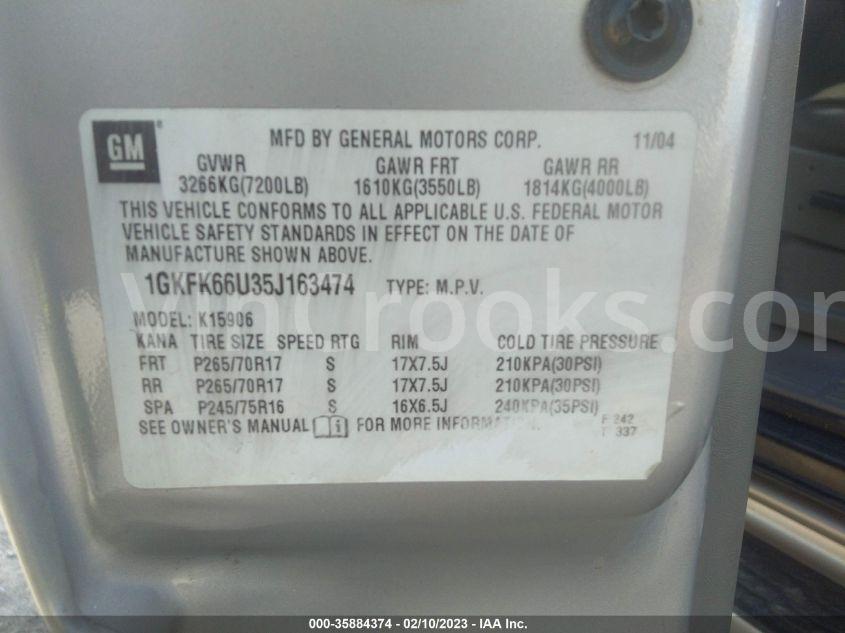 GM ®
MFD BY GENERAL MOTORS CORP. 11/04
GVWR GAWR FRT GAWR RR
3266KG(7200LB) 1610KG(3550LB) 1814KG(4000LB)
THIS VEHICLE CONFORMS TO ALL APPLICABLE U.S. FEDERAL MOTOR
VEHICLE SAFETY STANDARDS IN EFFECT ON THE DATE OF
MANUFACTURE SHOWN ABOVE.
1GKFK66U35J163474 TYPE: M.P.V.
VinCrooks.com
MODEL: K15906
KANA TIRE SIZE SPEED RTG RIM COLD TIRE PRESSURE
FRT P265/70R17 S 17X7.5J 210KPA(30PSI)
RR P265/70R17 S 17X7.5J 210KPA(30PSI)
SPA P245/75R16 S 16X6.5J 240KPA(35PSI)
SEE OWNER'S MANUAL i FOR MORE INFORMATION. F 242
T 337
000-35884374 - 02/10/2023 - IAA Inc.